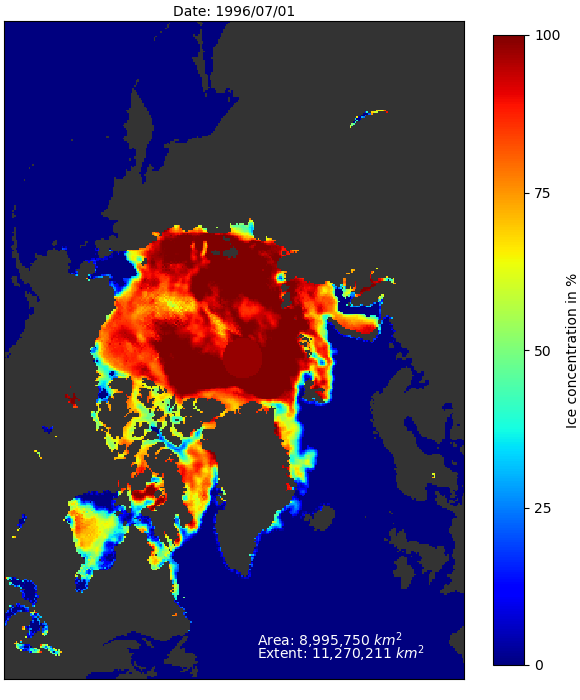 Date: 1996/07/01
100
75
50
25
0
Ice concentration in %
Area: 8,995,750 km²
Extent: 11,270,211 km²